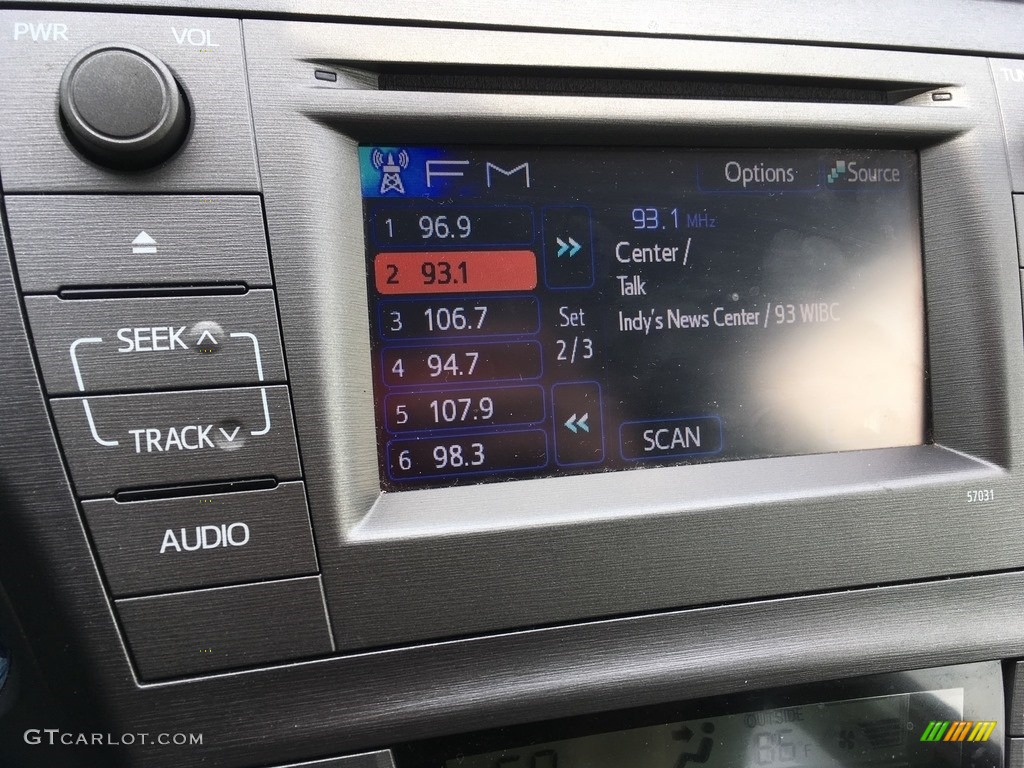 PWR VOL
FM Options Source
1 96.9
2 93.1
3 106.7
4 94.7
5 107.9
6 98.3
Set
2/3
93.1 MHz
Center /
Talk
Indy's News Center / 93 WIBC
SCAN
SEEK
TRACK
AUDIO
57031
OUTSIDE
86°F
GTCARLOT.COM